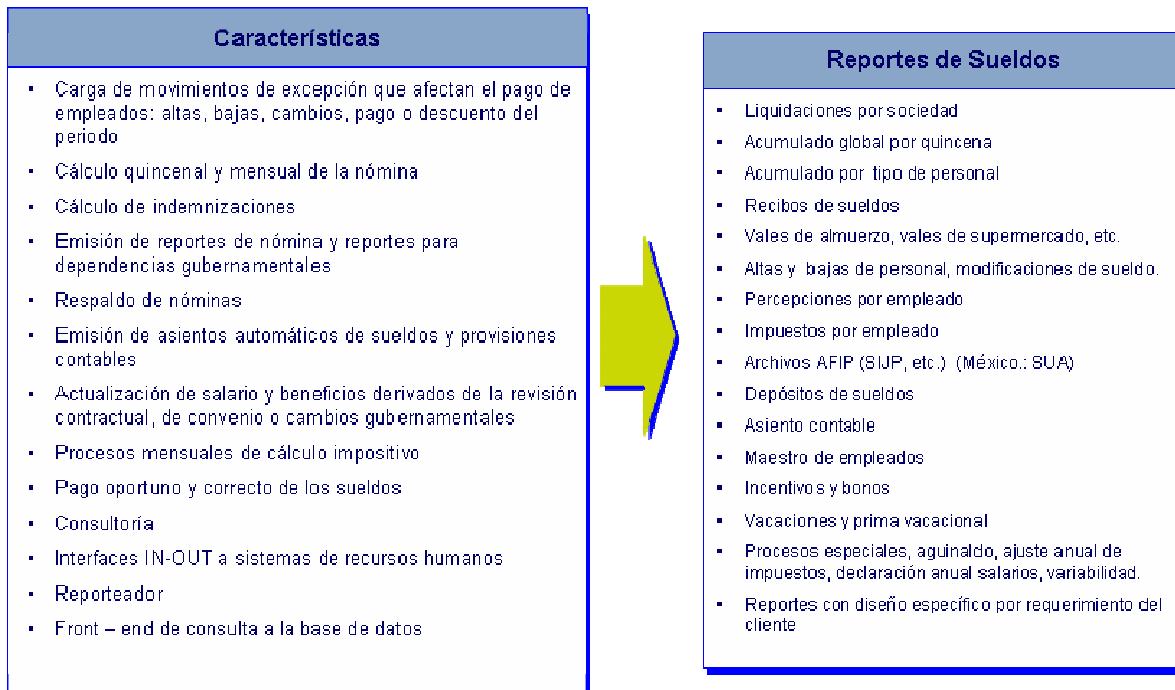 Características
▪ Carga de movimientos de excepción que afectan el pago de
empleados: altas, bajas, cambios, pago o descuento del
periodo
▪ Cálculo quincenal y mensual de la nómina
▪ Cálculo de indemnizaciones
▪ Emisión de reportes de nómina y reportes para
dependencias gubernamentales
▪ Respaldo de nóminas
▪ Emisión de asientos automáticos de sueldos y provisiones
contables
▪ Actualización de salario y beneficios derivados de la revisión
contractual, de convenio o cambios gubernamentales
▪ Procesos mensuales de cálculo impositivo
▪ Pago oportuno y correcto de los sueldos
▪ Consultoría
▪ Interfaces IN-OUT a sistemas de recursos humanos
▪ Reporteador
▪ Front – end de consulta a la base de datos
Reportes de Sueldos
▪ Liquidaciones por sociedad
▪ Acumulado global por quincena
▪ Acumulado por tipo de personal
▪ Recibos de sueldos
▪ Vales de almuerzo, vales de supermercado, etc.
▪ Altas y bajas de personal, modificaciones de sueldo.
▪ Percepciones por empleado
▪ Impuestos por empleado
▪ Archivos AFIP (SIJP, etc.) (México.: SUA)
▪ Depósitos de sueldos
▪ Asiento contable
▪ Maestro de empleados
▪ Incentivos y bonos
▪ Vacaciones y prima vacacional
▪ Procesos especiales, aguinaldo, ajuste anual de
impuestos, declaración anual salarios, variabilidad.
▪ Reportes con diseño específico por requerimiento del
cliente